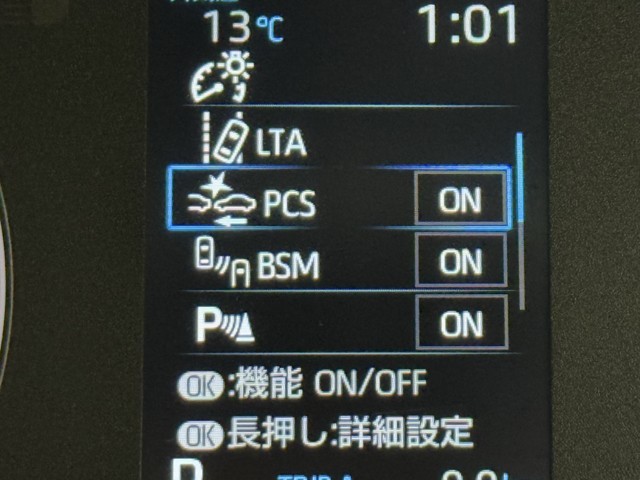 13℃ 1:01
LTA
PCS ON
BSM ON
P ON
OK:機能 ON/OFF
OK長押し:詳細設定